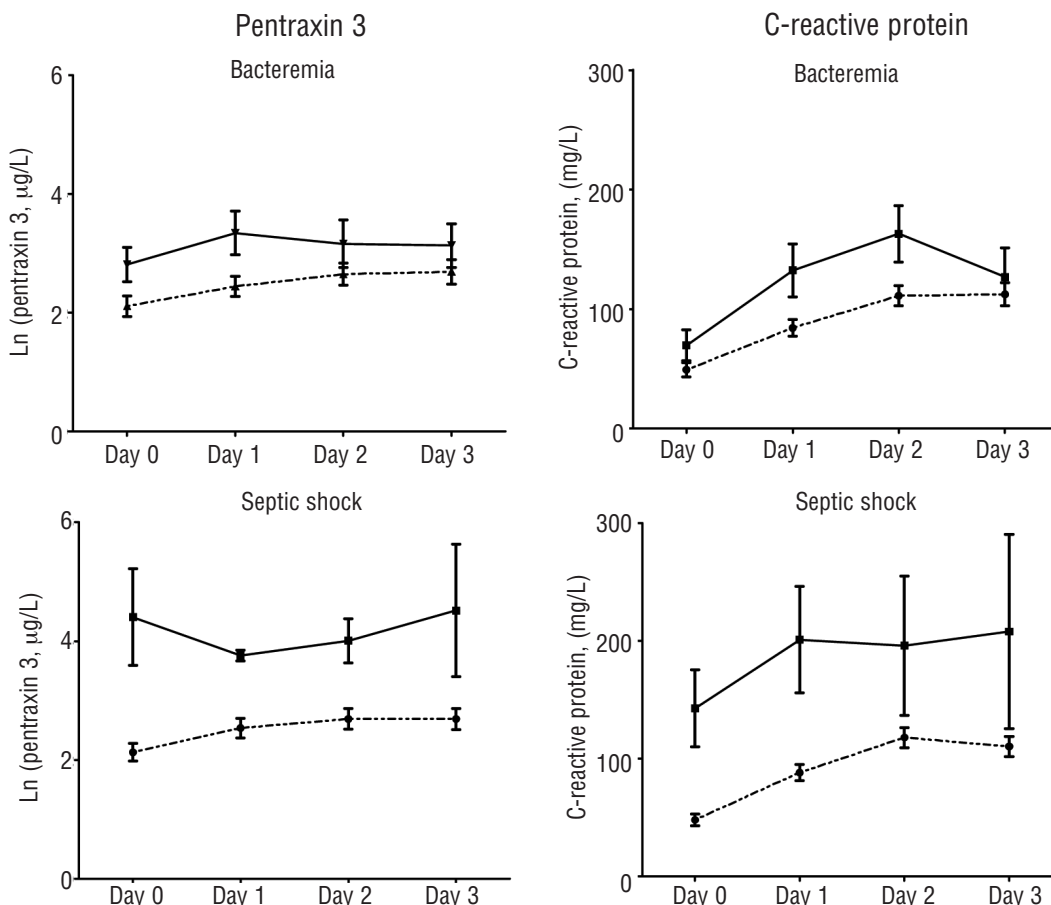 Pentraxin 3
Bacteremia
Ln (pentraxin 3, µg/L)
6
4
2
0
Day 0 Day 1 Day 2 Day 3
C-reactive protein
Bacteremia
C-reactive protein, (mg/L)
300
200
100
0
Day 0 Day 1 Day 2 Day 3
Septic shock
Ln (pentraxin 3, µg/L)
6
4
2
0
Day 0 Day 1 Day 2 Day 3
Septic shock
C-reactive protein, (mg/L)
300
200
100
0
Day 0 Day 1 Day 2 Day 3